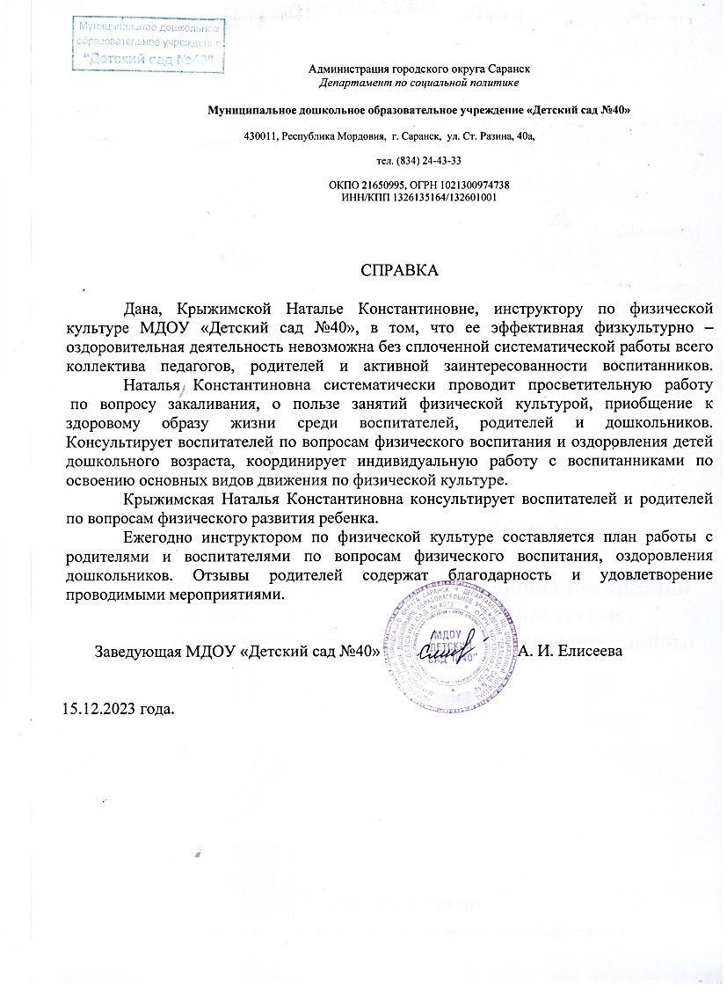 Муниципальное дошкольное
образовательное учреждение
"Детский сад №40"
Администрация городского округа Саранск
Департамент по социальной политике
Муниципальное дошкольное образовательное учреждение «Детский сад №40»
430011, Республика Мордовия, г. Саранск, ул. Ст. Разина, 40а,
тел. (834) 24-43-33
ОКПО 21650995, ОГРН 1021300974738
ИНН/КПП 1326135164/132601001
СПРАВКА
Дана, Крыжимской Наталье Константиновне, инструктору по физической
культуре МДОУ «Детский сад №40», в том, что ее эффективная физкультурно –
оздоровительная деятельность невозможна без сплоченной систематической работы всего
коллектива педагогов, родителей и активной заинтересованности воспитанников.
Наталья Константиновна систематически проводит просветительную работу
по вопросу закаливания, о пользе занятий физической культурой, приобщение к
здоровому образу жизни среди воспитателей, родителей и дошкольников.
Консультирует воспитателей по вопросам физического воспитания и оздоровления детей
дошкольного возраста, координирует индивидуальную работу с воспитанниками по
освоению основных видов движения по физической культуре.
Крыжимская Наталья Константиновна консультирует воспитателей и родителей
по вопросам физического развития ребенка.
Ежегодно инструктором по физической культуре составляется план работы с
родителями и воспитателями по вопросам физического воспитания, оздоровления
дошкольников. Отзывы родителей содержат благодарность и удовлетворение
проводимыми мероприятиями.
Заведующая МДОУ «Детский сад №40» А. И. Елисеева
МДОУ
"ДЕТСКИЙ
САД №40"
15.12.2023 года.